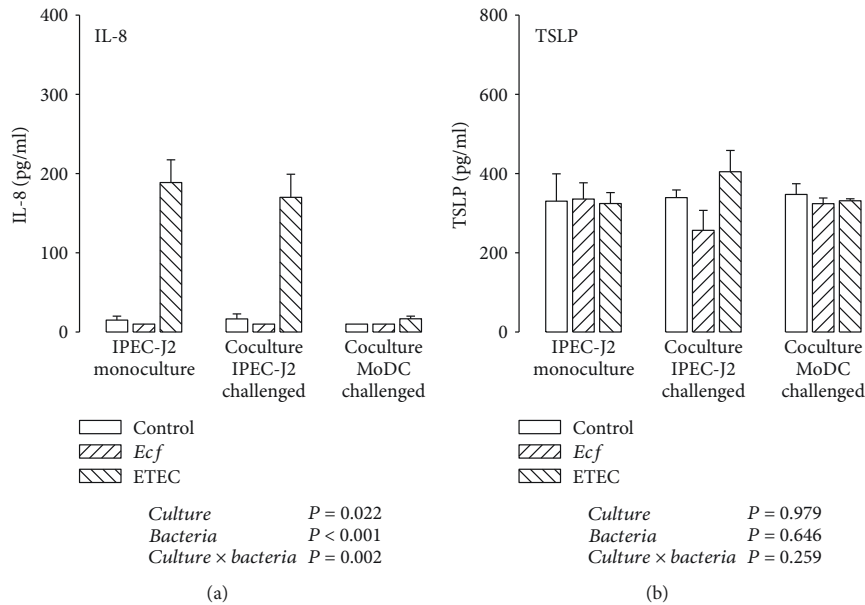 IL-8
400
300
200
100
0
IL-8 (pg/ml)
IPEC-J2
monoculture
Coculture
IPEC-J2
challenged
Coculture
MoDC
challenged
Control
Ecf
ETEC
Culture P = 0.022
Bacteria P < 0.001
Culture × bacteria P = 0.002
(a)
TSLP
800
600
400
200
0
TSLP (pg/ml)
IPEC-J2
monoculture
Coculture
IPEC-J2
challenged
Coculture
MoDC
challenged
Control
Ecf
ETEC
Culture P = 0.979
Bacteria P = 0.646
Culture × bacteria P = 0.259
(b)